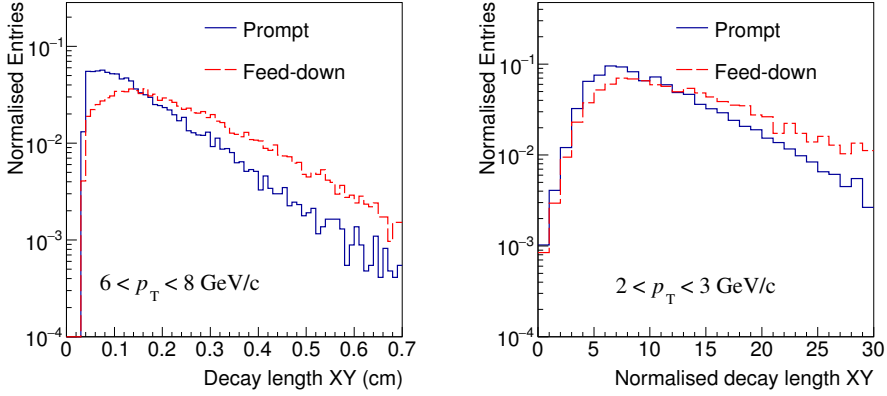 Normalised Entries
Prompt
Feed-down
10⁻¹
10⁻²
10⁻³
10⁻⁴
6 < p_T < 8 GeV/c
0 0.1 0.2 0.3 0.4 0.5 0.6 0.7
Decay length XY (cm)
Normalised Entries
Prompt
Feed-down
10⁻¹
10⁻²
10⁻³
10⁻⁴
2 < p_T < 3 GeV/c
0 5 10 15 20 25 30
Normalised decay length XY